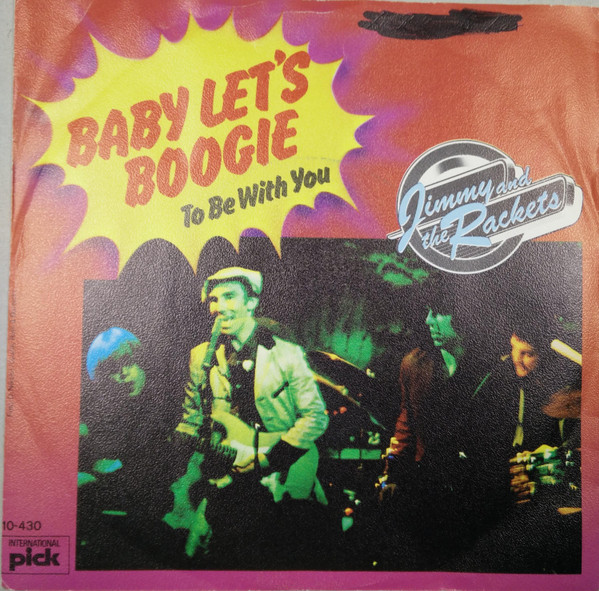 BABY LET'S
BOOGIE
To Be With You
Jimmy and
the Rackets
10-430
INTERNATIONAL
pick